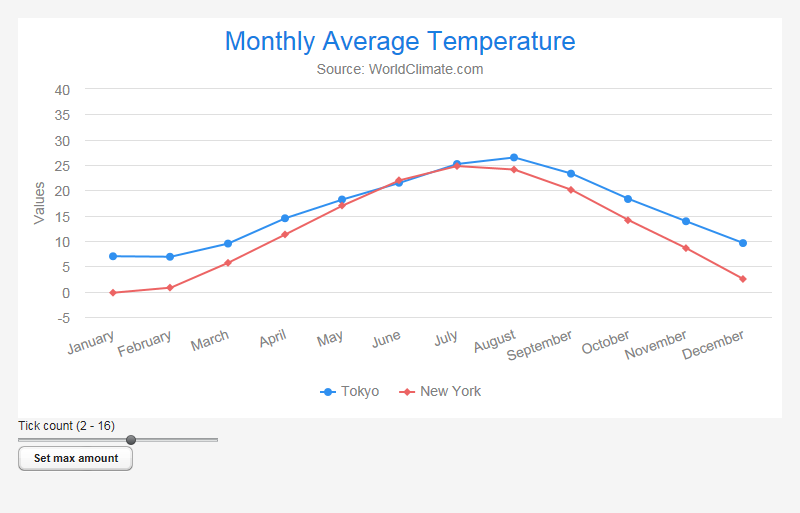 Monthly Average Temperature
Source: WorldClimate.com
Values
40
35
30
25
20
15
10
5
0
-5
January February March April May June July August September October November December
Tokyo New York
Tick count (2 - 16)
Set max amount